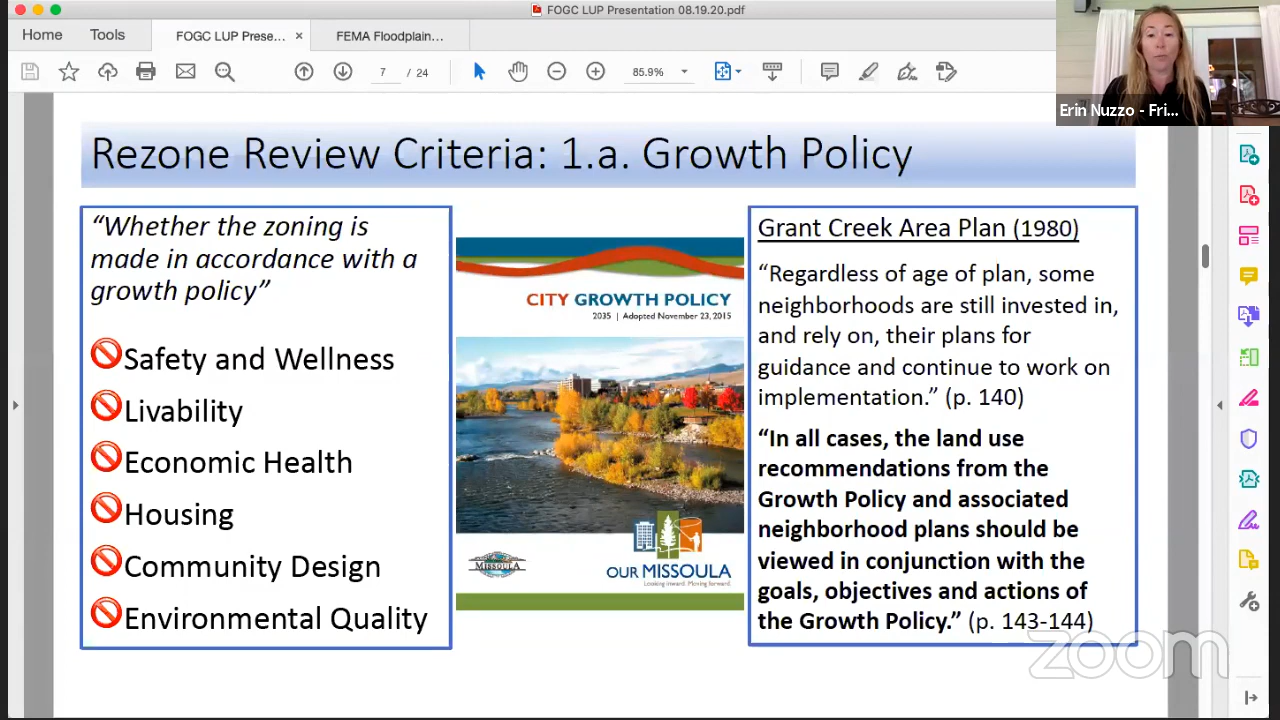 FOGC LUP Presentation 08.19.20.pdf
Home Tools FOGC LUP Prese... × FEMA Floodplain...
7 / 24 85.9%
Erin Nuzzo - Fri...
Rezone Review Criteria: 1.a. Growth Policy
“Whether the zoning is
made in accordance with a
growth policy”
Safety and Wellness
Livability
Economic Health
Housing
Community Design
Environmental Quality
CITY GROWTH POLICY
2035 | Adopted November 23, 2015
MISSOULA
OUR MISSOULA
Looking inward. Moving forward.
Grant Creek Area Plan (1980)
“Regardless of age of plan, some
neighborhoods are still invested in,
and rely on, their plans for
guidance and continue to work on
implementation.” (p. 140)
“In all cases, the land use
recommendations from the
Growth Policy and associated
neighborhood plans should be
viewed in conjunction with the
goals, objectives and actions of
the Growth Policy.” (p. 143-144)
zoom